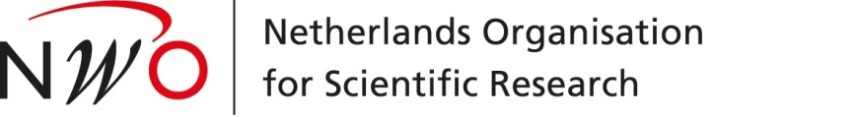 NWO
Netherlands Organisation
for Scientific Research